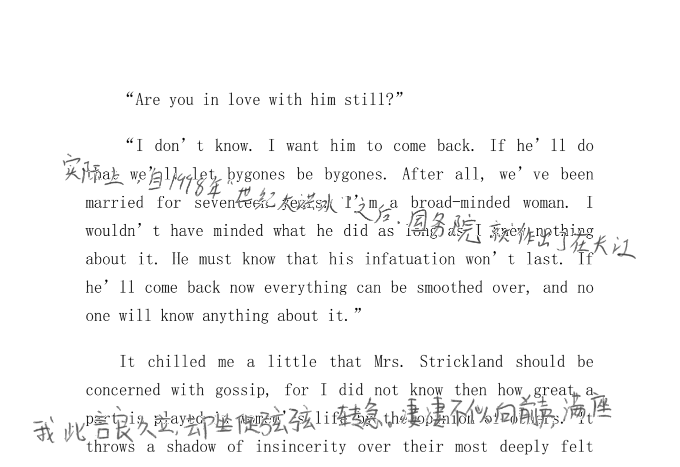 “Are you in love with him still?”
“I don’t know. I want him to come back. If he’ll do
that we’ll let bygones be bygones. After all, we’ve been
实际上，自1998年“世纪大洪水”之后，国务院就作出了在长江
married for seventeen years. I’m a broad-minded woman. I
wouldn’t have minded what he did as long as I knew nothing
about it. He must know that his infatuation won’t last. If
he’ll come back now everything can be smoothed over, and no
one will know anything about it.”
It chilled me a little that Mrs. Strickland should be
concerned with gossip, for I did not know then how great a
part is played in women’s life by the opinion of others. It
我此言良久立，却坐促弦弦转急。凄凄不似向前声，满座
throws a shadow of insincerity over their most deeply felt